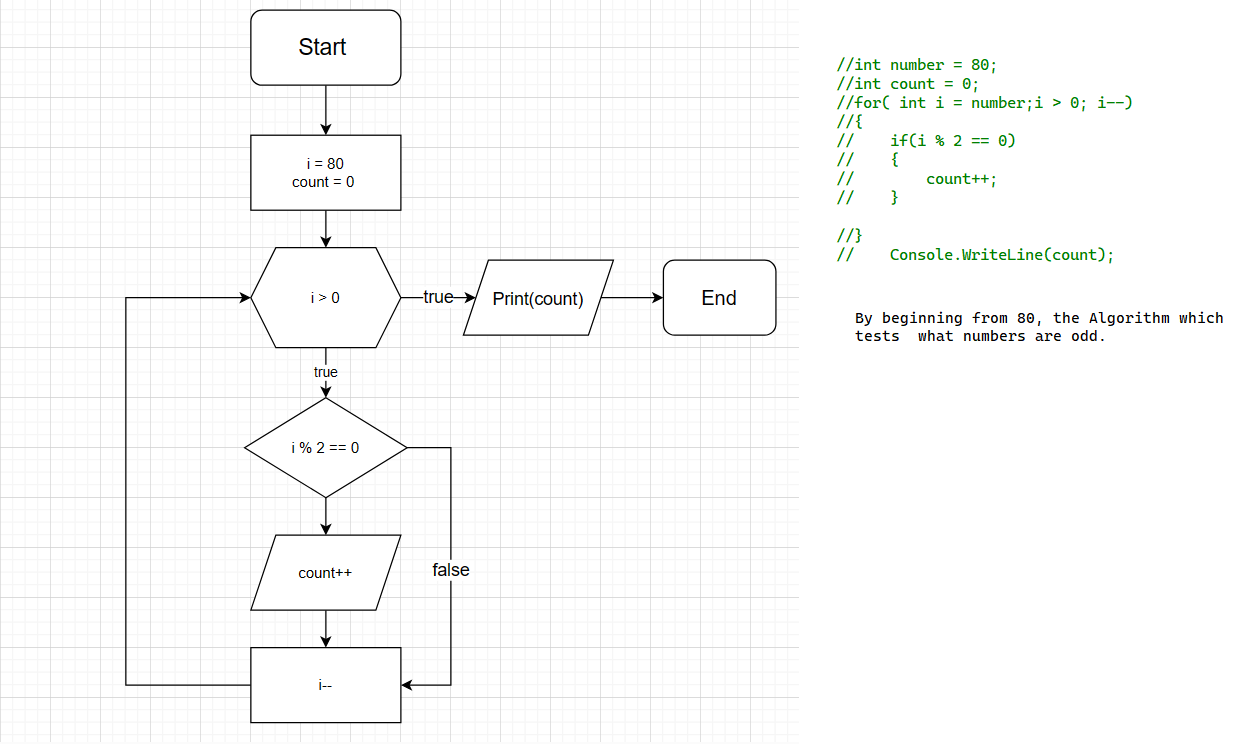 Start
i = 80
count = 0
i > 0
true
Print(count)
End
true
i % 2 == 0
count++
false
i--
//int number = 80;
//int count = 0;
//for( int i = number;i > 0; i--)
//{
//    if(i % 2 == 0)
//    {
//        count++;
//    }
//}
//    Console.WriteLine(count);
By beginning from 80, the Algorithm which
tests  what numbers are odd.